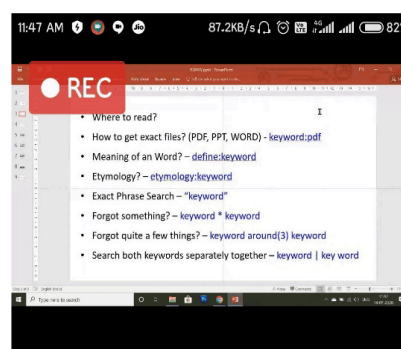 11:47 AM
87.2KB/s
4G
82
REC
Where to read?
How to get exact files? (PDF, PPT, WORD) - keyword:pdf
Meaning of an Word? – define:keyword
Etymology? – etymology:keyword
Exact Phrase Search – "keyword"
Forgot something? – keyword * keyword
Forgot quite a few things? – keyword around(3) keyword
Search both keywords separately together – keyword | key word
Type here to search